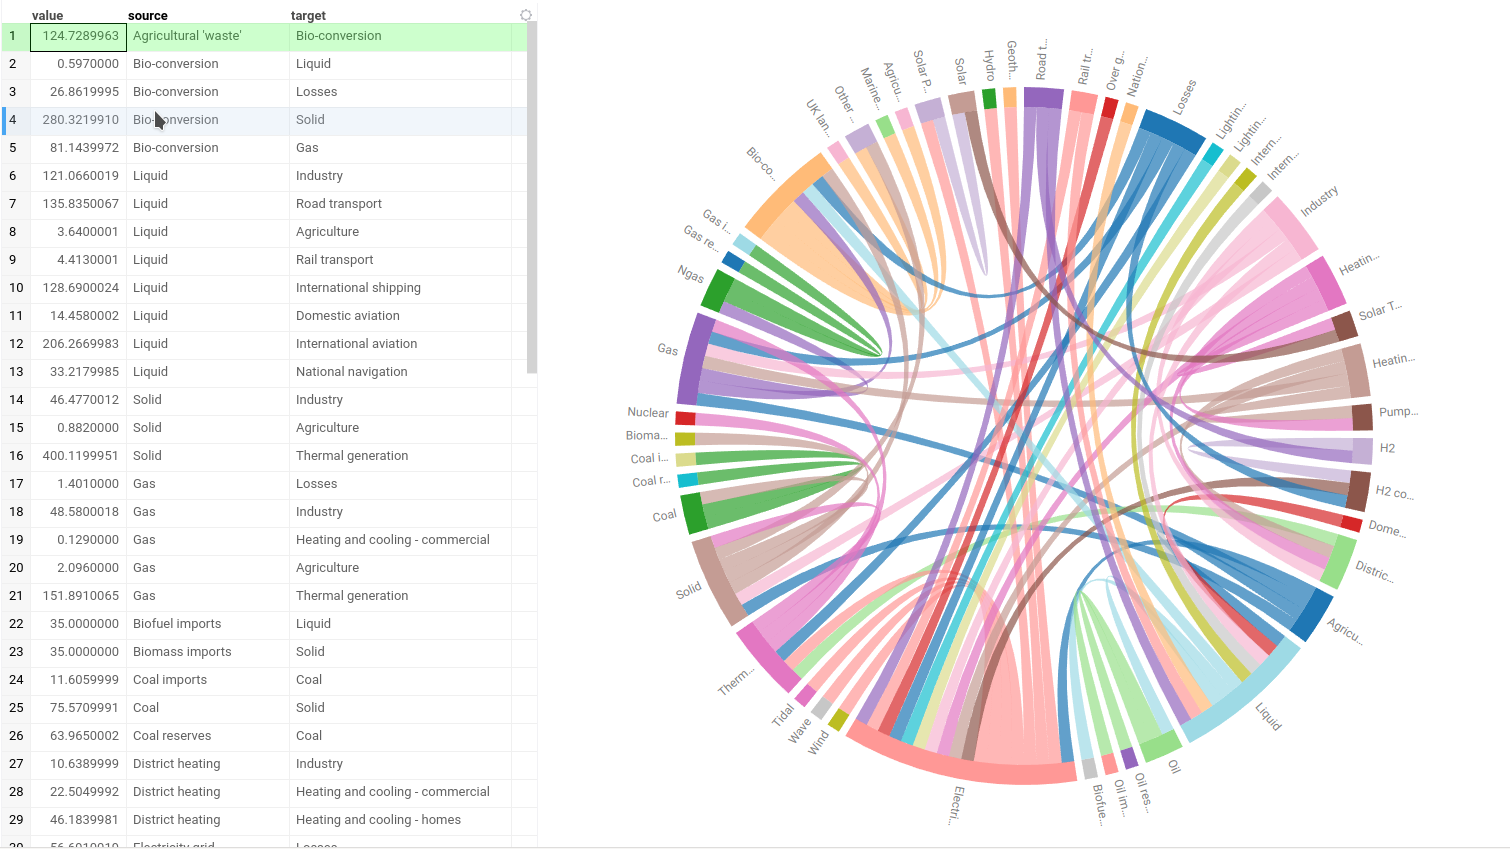 value source target
1 124.7289963 Agricultural 'waste' Bio-conversion
2 0.5970000 Bio-conversion Liquid
3 26.8619995 Bio-conversion Losses
4 280.3219910 Bio-conversion Solid
5 81.1439972 Bio-conversion Gas
6 121.0660019 Liquid Industry
7 135.8350067 Liquid Road transport
8 3.6400001 Liquid Agriculture
9 4.4130001 Liquid Rail transport
10 128.6900024 Liquid International shipping
11 14.4580002 Liquid Domestic aviation
12 206.2669983 Liquid International aviation
13 33.2179985 Liquid National navigation
14 46.4770012 Solid Industry
15 0.8820000 Solid Agriculture
16 400.1199951 Solid Thermal generation
17 1.4010000 Gas Losses
18 48.5800018 Gas Industry
19 0.1290000 Gas Heating and cooling - commercial
20 2.0960000 Gas Agriculture
21 151.8910065 Gas Thermal generation
22 35.0000000 Biofuel imports Liquid
23 35.0000000 Biomass imports Solid
24 11.6059999 Coal imports Coal
25 75.5709991 Coal Solid
26 63.9650002 Coal reserves Coal
27 10.6389999 District heating Industry
28 22.5049992 District heating Heating and cooling - commercial
29 46.1839981 District heating Heating and cooling - homes
Electricity grid Losses
Road t...
Rail tr...
Over g...
Nation...
Losses
Lightin...
Lightin...
Intern...
Intern...
Industry
Heatin...
Solar T...
Heatin...
Pump...
H2
H2 co...
Dome...
Distric...
Agricu...
Liquid
Oil
Oil res...
Oil im...
Biofue...
Electri...
Wind
Wave
Tidal
Therm...
Solid
Coal
Coal r...
Coal i...
Bioma...
Nuclear
Gas
Ngas
Gas re...
Gas i...
Bio-co...
UK lan...
Other ...
Marine...
Agricu...
Solar P...
Solar
Hydro
Geoth...